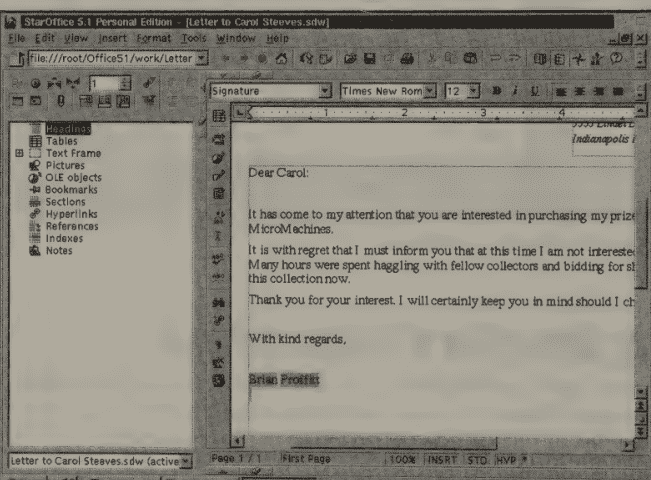 StarOffice 5.1 Personal Edition - [Letter to Carol Steeves.sdw]
File Edit View Insert Format Tools Window Help
file:///root/Office51/work/Letter
1
Signature Times New Rom 12 B i U
1 2 3 4
Headings
Tables
Text Frame
Pictures
OLE objects
Bookmarks
Sections
Hyperlinks
References
Indexes
Notes
Indianapolis
Dear Carol:
It has come to my attention that you are interested in purchasing my prize
MicroMachines.
It is with regret that I must inform you that at this time I am not intereste
Many hours were spent haggling with fellow collectors and bidding for sl
this collection now.
Thank you for your interest. I will certainly keep you in mind should I ch
With kind regards,
Brian Proffitt
Letter to Carol Steeves.sdw (active
Page 1 / 1 First Page 100% INSRT STD HYP *